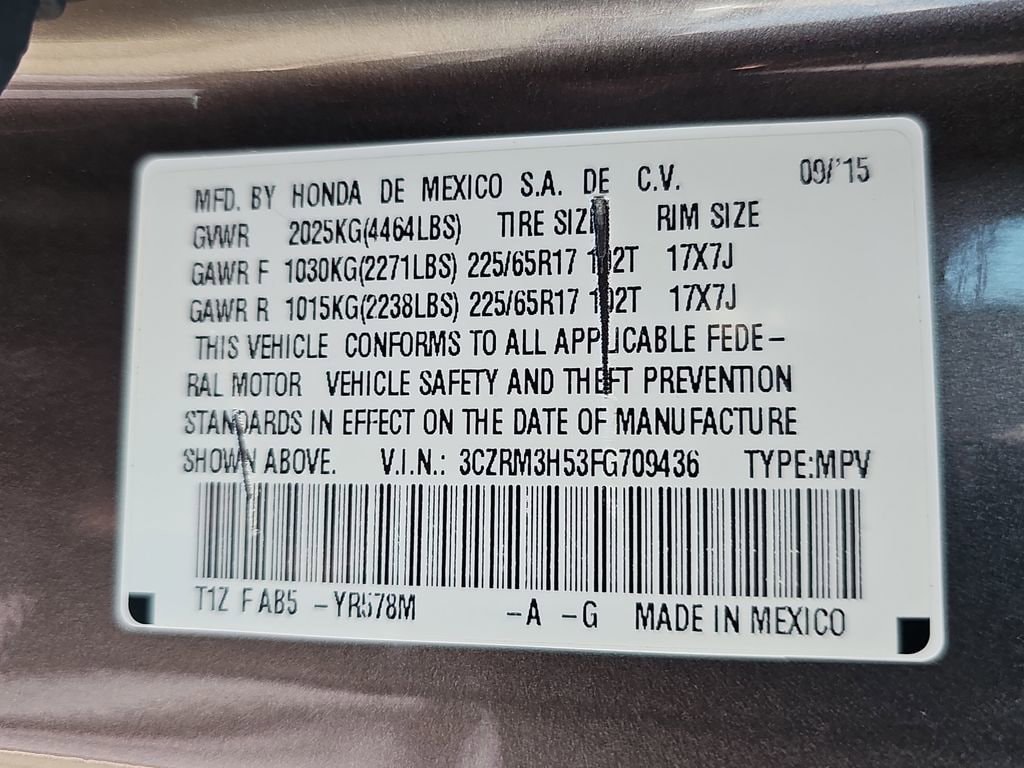 MFD. BY HONDA DE MEXICO S.A. DE C.V. 09/'15
GVWR 2025KG(4464LBS) TIRE SIZE RIM SIZE
GAWR F 1030KG(2271LBS) 225/65R17 102T 17X7J
GAWR R 1015KG(2238LBS) 225/65R17 102T 17X7J
THIS VEHICLE CONFORMS TO ALL APPLICABLE FEDE-
RAL MOTOR VEHICLE SAFETY AND THEFT PREVENTION
STANDARDS IN EFFECT ON THE DATE OF MANUFACTURE
SHOWN ABOVE. V.I.N.: 3CZRM3H53FG709436 TYPE:MPV
T1Z F AB5 -YR578M -A -G MADE IN MEXICO